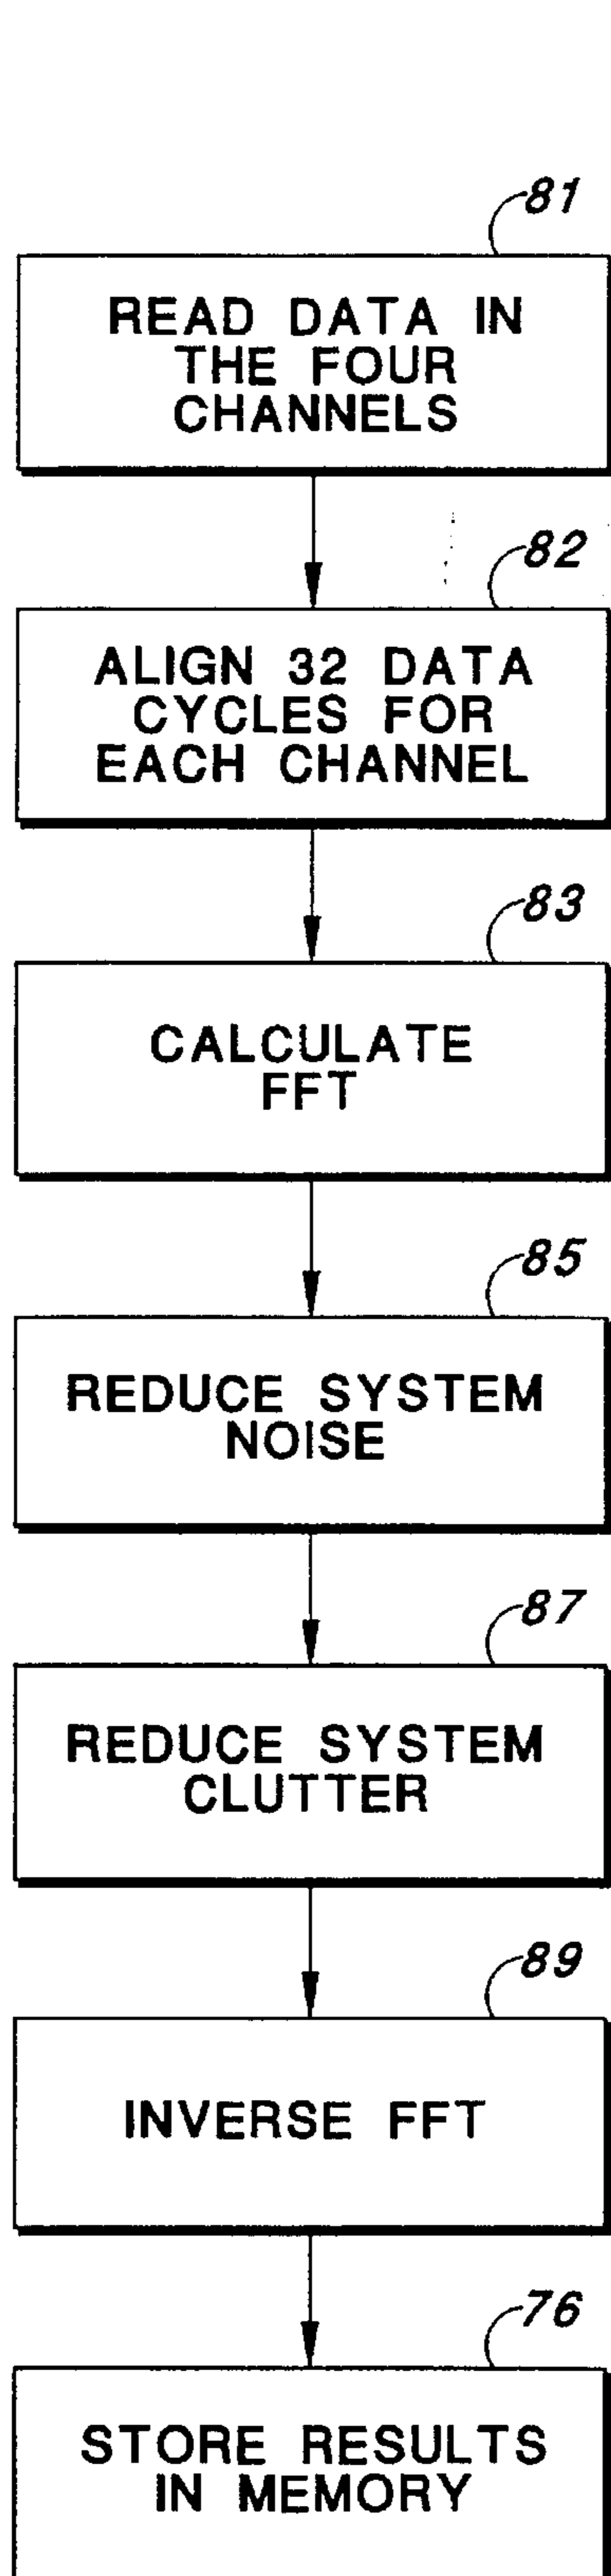 81
READ DATA IN
THE FOUR
CHANNELS
82
ALIGN 32 DATA
CYCLES FOR
EACH CHANNEL
83
CALCULATE
FFT
85
REDUCE SYSTEM
NOISE
87
REDUCE SYSTEM
CLUTTER
89
INVERSE FFT
76
STORE RESULTS
IN MEMORY